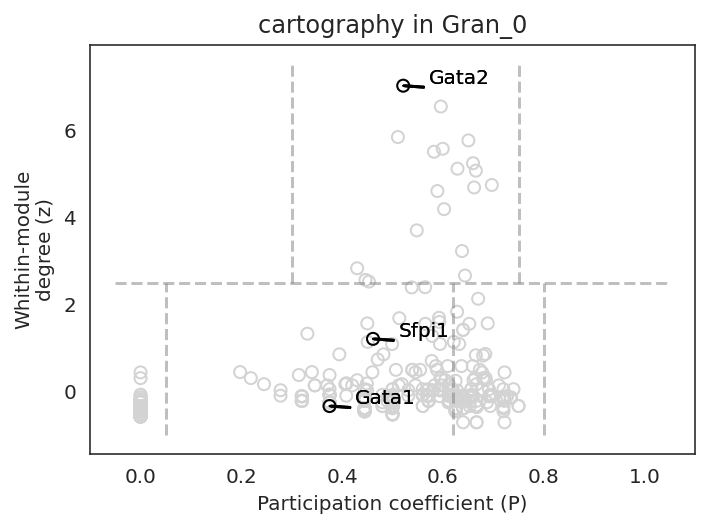 cartography in Gran_0
Gata2
Sfpi1
Gata1
Whithin-module
degree (z)
6
4
2
0
0.0 0.2 0.4 0.6 0.8 1.0
Participation coefficient (P)